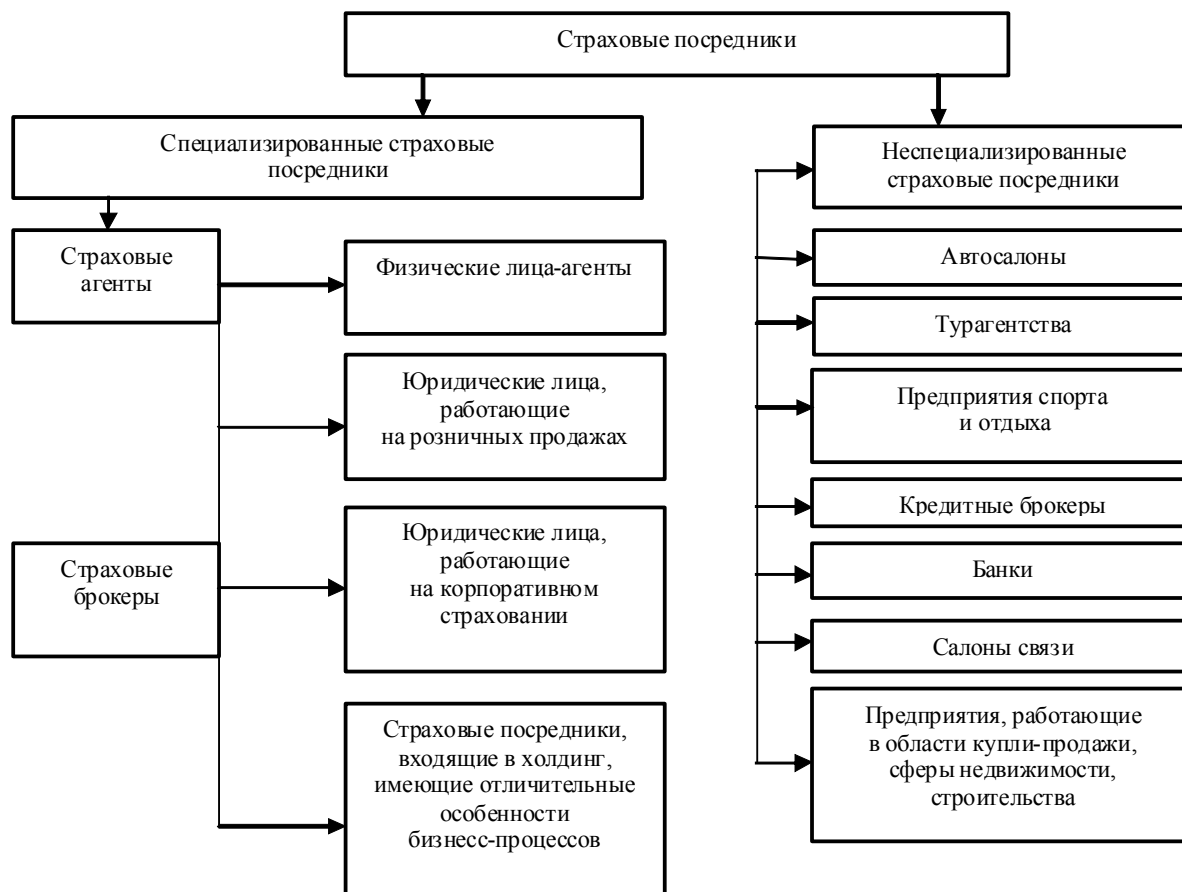 Страховые посредники
Специализированные страховые
посредники
Неспециализированные
страховые посредники
Страховые
агенты
Физические лица-агенты
Автосалоны
Турагентства
Юридические лица,
работающие
на розничных продажах
Предприятия спорта
и отдыха
Кредитные брокеры
Страховые
брокеры
Юридические лица,
работающие
на корпоративном
страховании
Банки
Салоны связи
Страховые посредники,
входящие в холдинг,
имеющие отличительные
особенности
бизнесс-процессов
Предприятия, работающие
в области купли-продажи,
сферы недвижимости,
строительства